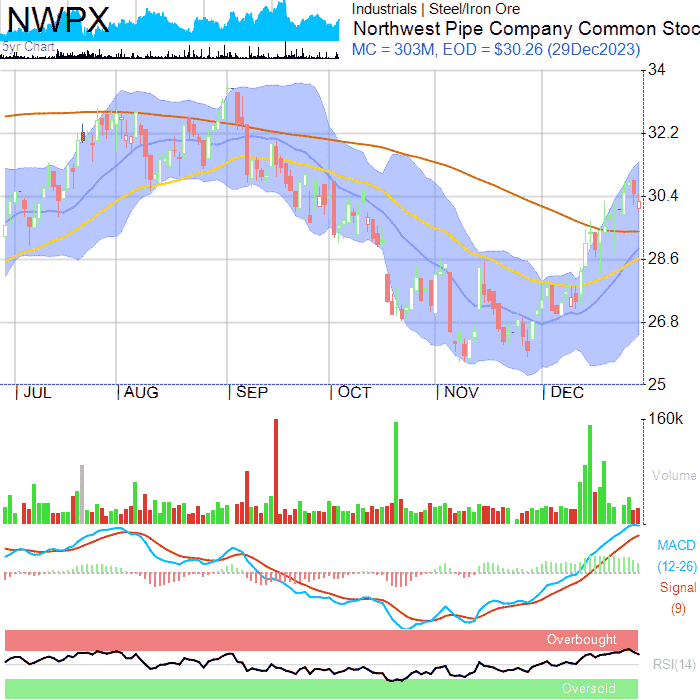 NWPX
5yr Chart
Industrials | Steel/Iron Ore
Northwest Pipe Company Common Stoc
MC = 303M, EOD = $30.26 (29Dec2023)
34
32.2
30.4
28.6
26.8
25
JUL AUG SEP OCT NOV DEC
160k
Volume
MACD
(12-26)
Signal
(9)
Overbought
RSI(14)
Oversold